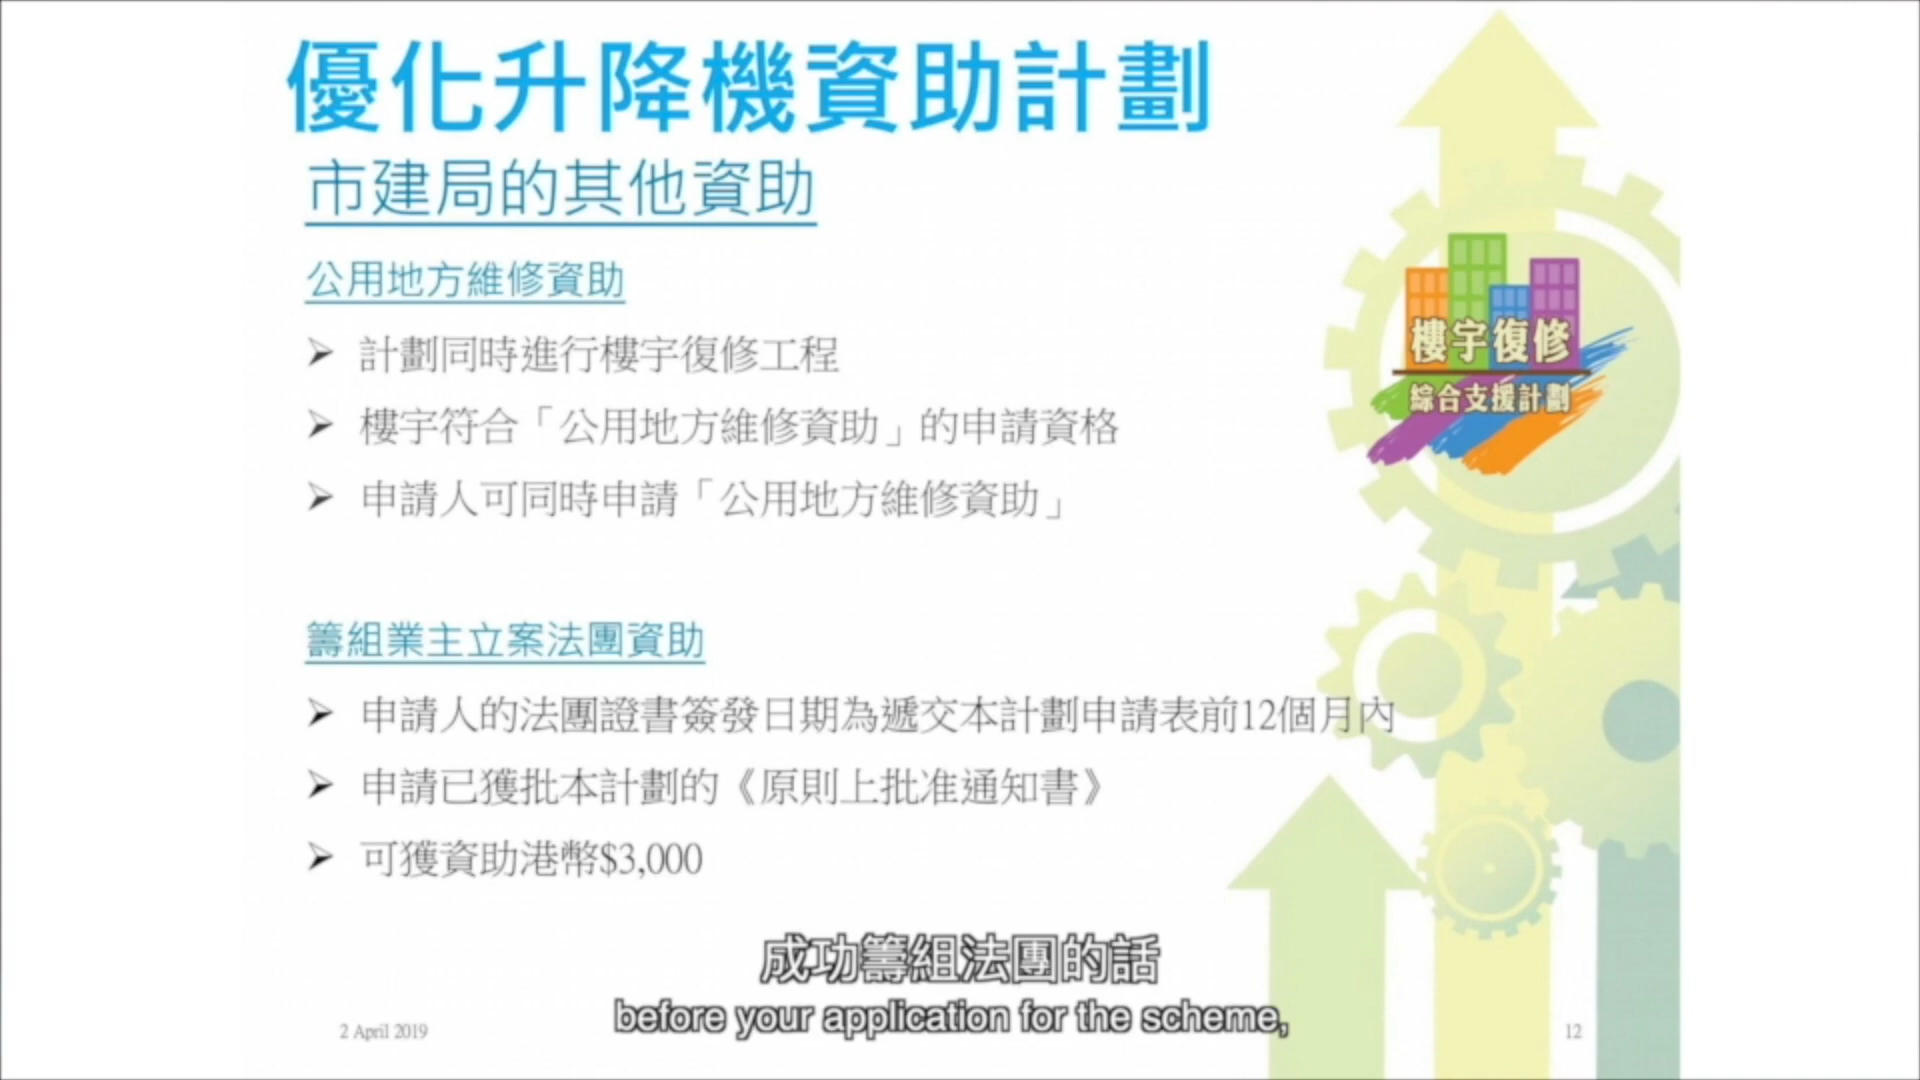 優化升降機資助計劃
市建局的其他資助
公用地方維修資助
➢ 計劃同時進行樓宇復修工程
➢ 樓宇符合「公用地方維修資助」的申請資格
➢ 申請人可同時申請「公用地方維修資助」
樓宇復修
綜合支援計劃
籌組業主立案法團資助
➢ 申請人的法團證書簽發日期為遞交本計劃申請表前12個月內
➢ 申請已獲批本計劃的《原則上批准通知書》
➢ 可獲資助港幣$3,000
成功籌組法團的話
before your application for the scheme,
2 April 2019
12